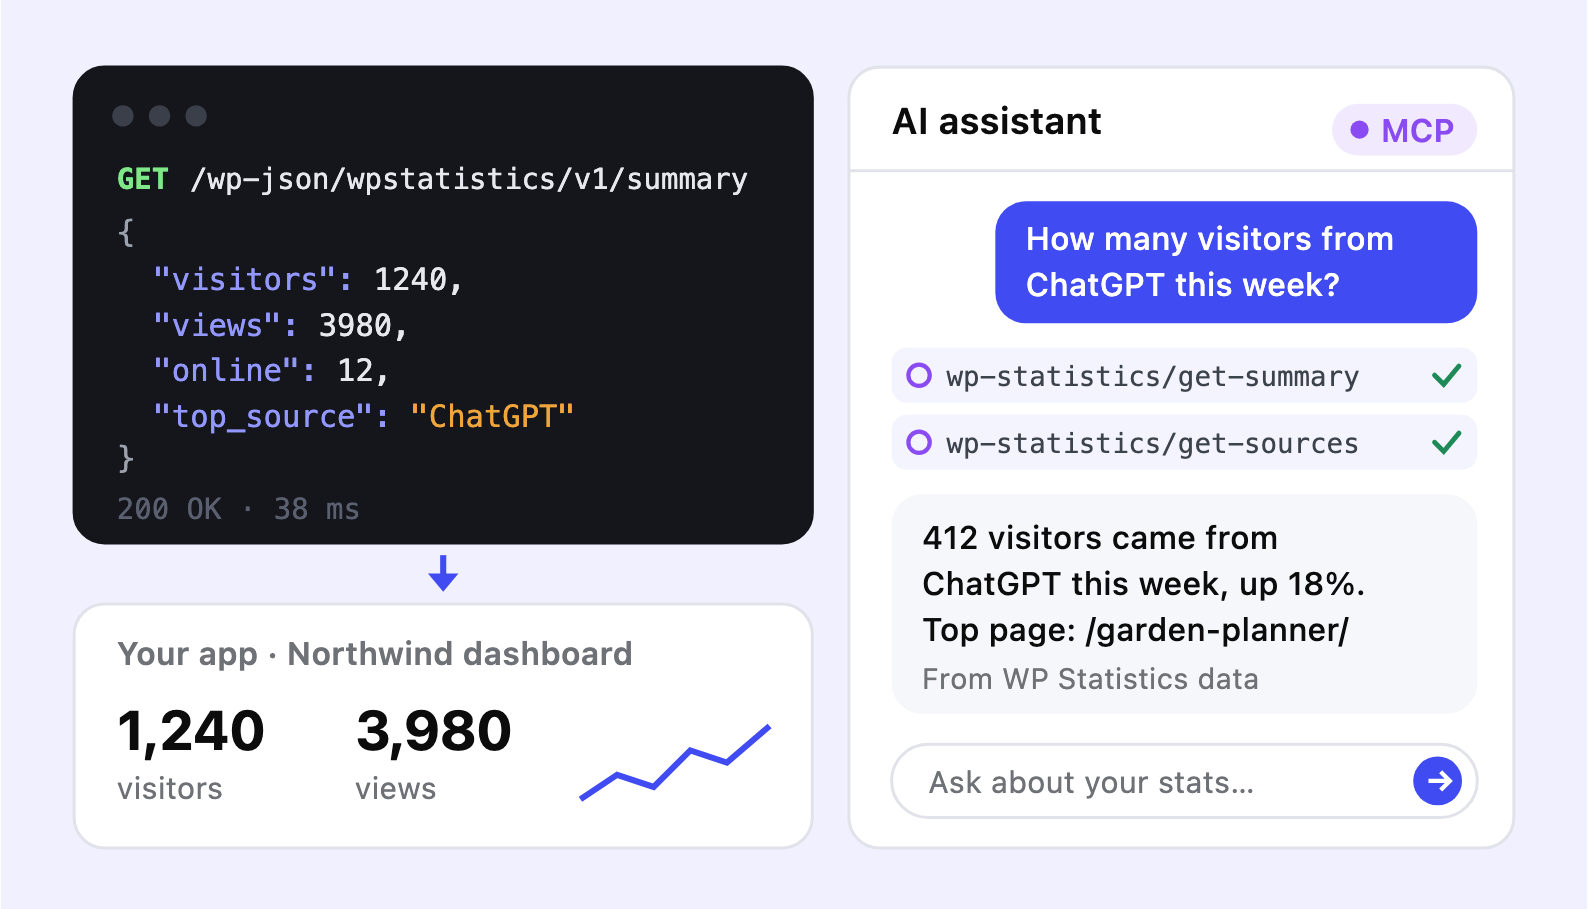 GET /wp-json/wpstatistics/v1/summary
{
"visitors": 1240,
"views": 3980,
"online": 12,
"top_source": "ChatGPT"
}
200 OK · 38 ms
Your app · Northwind dashboard
1,240
visitors
3,980
views
AI assistant
MCP
How many visitors from
ChatGPT this week?
wp-statistics/get-summary
wp-statistics/get-sources
412 visitors came from
ChatGPT this week, up 18%.
Top page: /garden-planner/
From WP Statistics data
Ask about your stats...